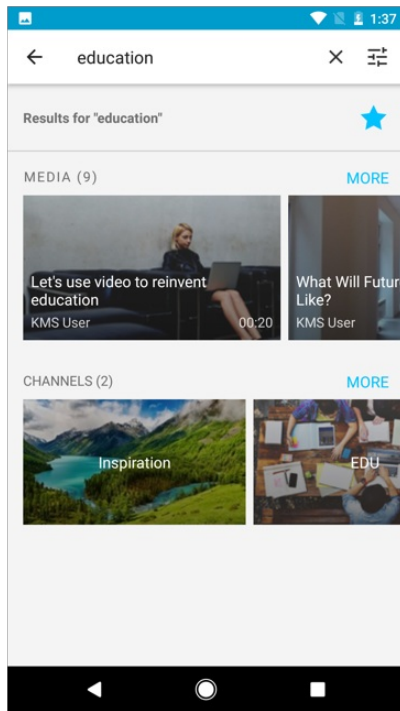 1:37
education
Results for "education"
MEDIA (9)
MORE
Let's use video to reinvent
education
KMS User
00:20
What Will Futur
Like?
KMS User
CHANNELS (2)
MORE
Inspiration
EDU